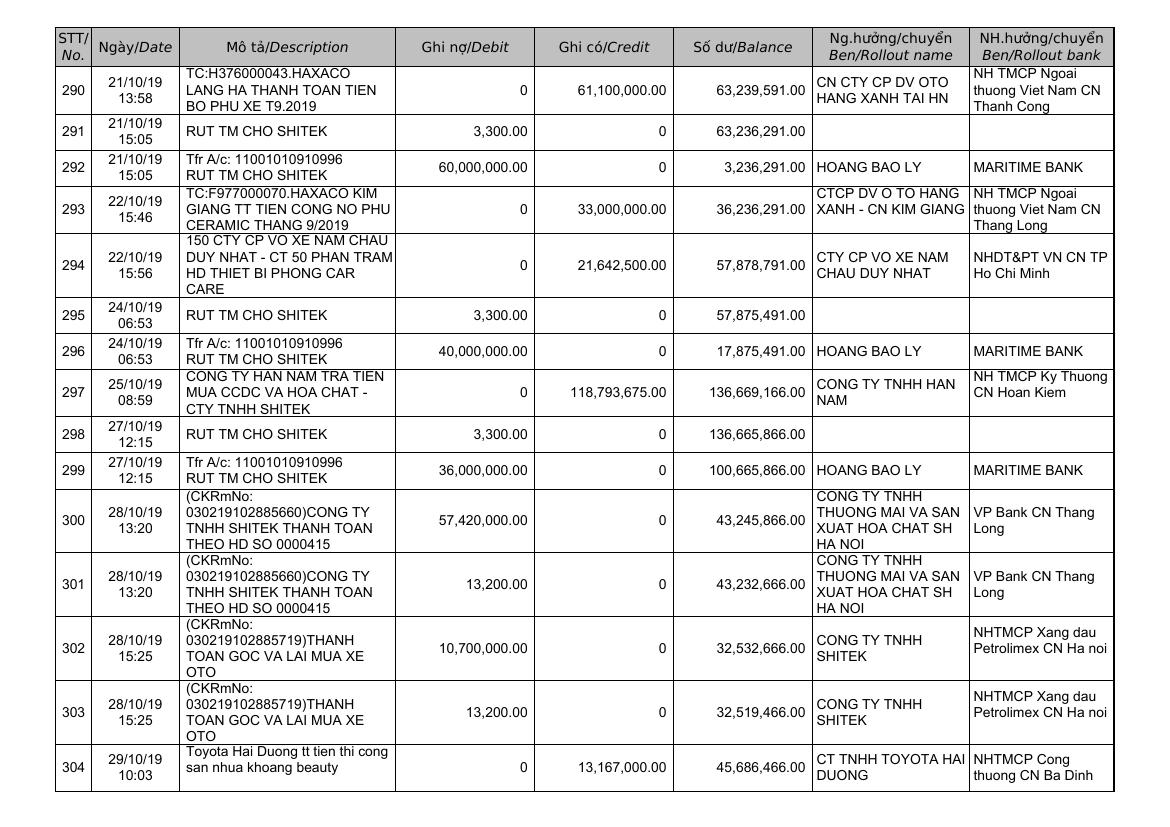 STT/ Ngày/Date Mô tả/Description Ghi nợ/Debit Ghi có/Credit Số dư/Balance Ng.hưởng/chuyển NH.hưởng/chuyển
No. Ben/Rollout name Ben/Rollout bank
290 21/10/19 TC:H376000043.HAXACO 0 61,100,000.00 63,239,591.00 CN CTY CP DV OTO NH TMCP Ngoai
13:58 LANG HA THANH TOAN TIEN HANG XANH TAI HN thuong Viet Nam CN
BO PHU XE T9.2019 Thanh Cong
291 21/10/19 RUT TM CHO SHITEK 3,300.00 0 63,236,291.00
15:05
292 21/10/19 Tfr A/c: 11001010910996 60,000,000.00 0 3,236,291.00 HOANG BAO LY MARITIME BANK
15:05 RUT TM CHO SHITEK
293 22/10/19 TC:F977000070.HAXACO KIM 0 33,000,000.00 36,236,291.00 CTCP DV O TO HANG NH TMCP Ngoai
15:46 GIANG TT TIEN CONG NO PHU XANH - CN KIM GIANG thuong Viet Nam CN
CERAMIC THANG 9/2019 Thang Long
294 22/10/19 150 CTY CP VO XE NAM CHAU 0 21,642,500.00 57,878,791.00 CTY CP VO XE NAM NHDT&PT VN CN TP
15:56 DUY NHAT - CT 50 PHAN TRAM CHAU DUY NHAT Ho Chi Minh
HD THIET BI PHONG CAR
CARE
295 24/10/19 RUT TM CHO SHITEK 3,300.00 0 57,875,491.00
06:53
296 24/10/19 Tfr A/c: 11001010910996 40,000,000.00 0 17,875,491.00 HOANG BAO LY MARITIME BANK
06:53 RUT TM CHO SHITEK
297 25/10/19 CONG TY HAN NAM TRA TIEN 0 118,793,675.00 136,669,166.00 CONG TY TNHH HAN NH TMCP Ky Thuong
08:59 MUA CCDC VA HOA CHAT - NAM CN Hoan Kiem
CTY TNHH SHITEK
298 27/10/19 RUT TM CHO SHITEK 3,300.00 0 136,665,866.00
12:15
299 27/10/19 Tfr A/c: 11001010910996 36,000,000.00 0 100,665,866.00 HOANG BAO LY MARITIME BANK
12:15 RUT TM CHO SHITEK
300 28/10/19 (CKRmNo: 57,420,000.00 0 43,245,866.00 CONG TY TNHH VP Bank CN Thang
13:20 030219102885660)CONG TY THUONG MAI VA SAN Long
TNHH SHITEK THANH TOAN XUAT HOA CHAT SH
THEO HD SO 0000415 HA NOI
301 28/10/19 (CKRmNo: 13,200.00 0 43,232,666.00 CONG TY TNHH VP Bank CN Thang
13:20 030219102885660)CONG TY THUONG MAI VA SAN Long
TNHH SHITEK THANH TOAN XUAT HOA CHAT SH
THEO HD SO 0000415 HA NOI
302 28/10/19 (CKRmNo: 10,700,000.00 0 32,532,666.00 CONG TY TNHH NHTMCP Xang dau
15:25 030219102885719)THANH SHITEK Petrolimex CN Ha noi
TOAN GOC VA LAI MUA XE
OTO
303 28/10/19 (CKRmNo: 13,200.00 0 32,519,466.00 CONG TY TNHH NHTMCP Xang dau
15:25 030219102885719)THANH SHITEK Petrolimex CN Ha noi
TOAN GOC VA LAI MUA XE
OTO
304 29/10/19 Toyota Hai Duong tt tien thi cong 0 13,167,000.00 45,686,466.00 CT TNHH TOYOTA HAI NHTMCP Cong
10:03 san nhua khoang beauty DUONG thuong CN Ba Dinh